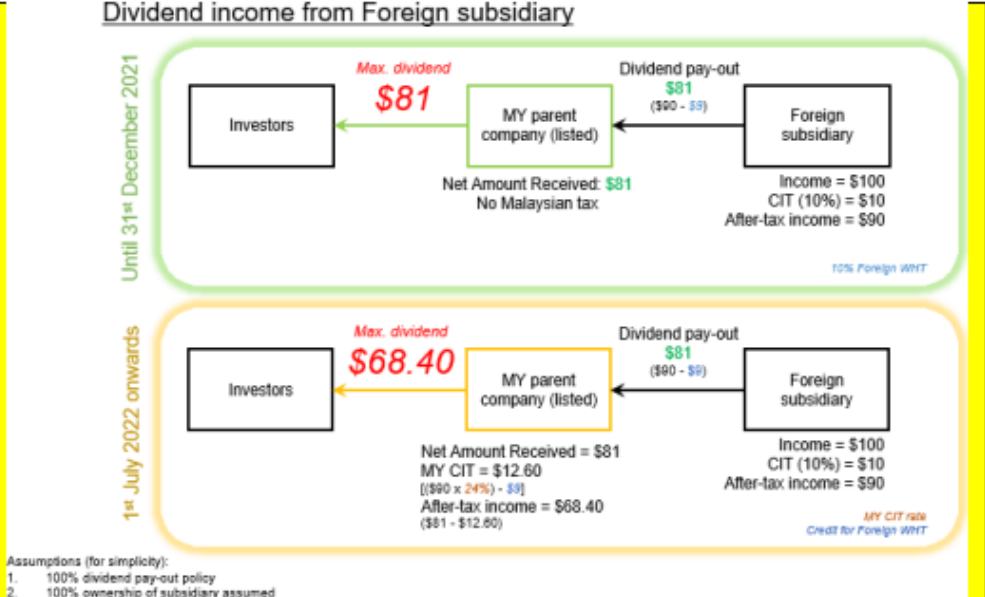 Dividend income from Foreign subsidiary
Until 31st December 2021
Investors
Max. dividend
$81
MY parent
company (listed)
Net Amount Received: $81
No Malaysian tax
Dividend pay-out
$81
($90 - $9)
Foreign
subsidiary
Income = $100
CIT (10%) = $10
After-tax income = $90
10% Foreign WHT
1st July 2022 onwards
Investors
Max. dividend
$68.40
MY parent
company (listed)
Net Amount Received = $81
MY CIT = $12.60
[($90 x 24%) - $9]
After-tax income = $68.40
($81 - $12.60)
Dividend pay-out
$81
($90 - $9)
Foreign
subsidiary
Income = $100
CIT (10%) = $10
After-tax income = $90
MY CIT rate
Credit for Foreign WHT
Assumptions (for simplicity):
1. 100% dividend pay-out policy
2. 100% ownership of subsidiary assumed